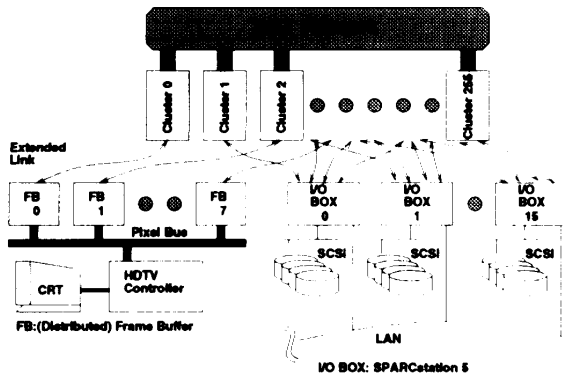 Cluster 0
Cluster 1
Cluster 2
Cluster 255
Extended
Link
FB
0
FB
1
FB
7
I/O
BOX
0
I/O
BOX
1
I/O
BOX
15
Pixel Bus
SCSI
SCSI
SCSI
CRT
HDTV
Controller
FB:(Distributed) Frame Buffer
LAN
I/O BOX: SPARCstation 5